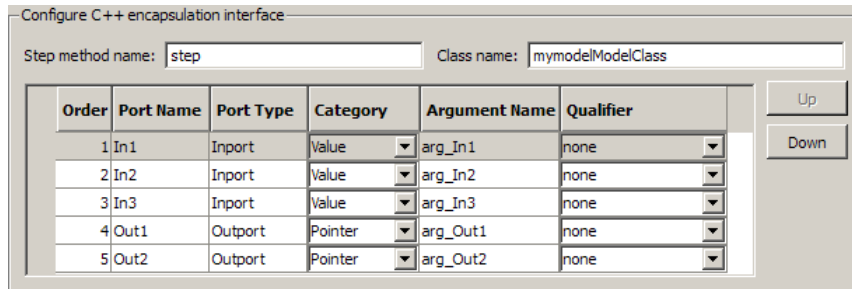 Configure C++ encapsulation interface
Step method name: step Class name: mymodelModelClass
Order Port Name Port Type Category Argument Name Qualifier Up
1 In1 Inport Value arg_In1 none Down
2 In2 Inport Value arg_In2 none
3 In3 Inport Value arg_In3 none
4 Out1 Outport Pointer arg_Out1 none
5 Out2 Outport Pointer arg_Out2 none